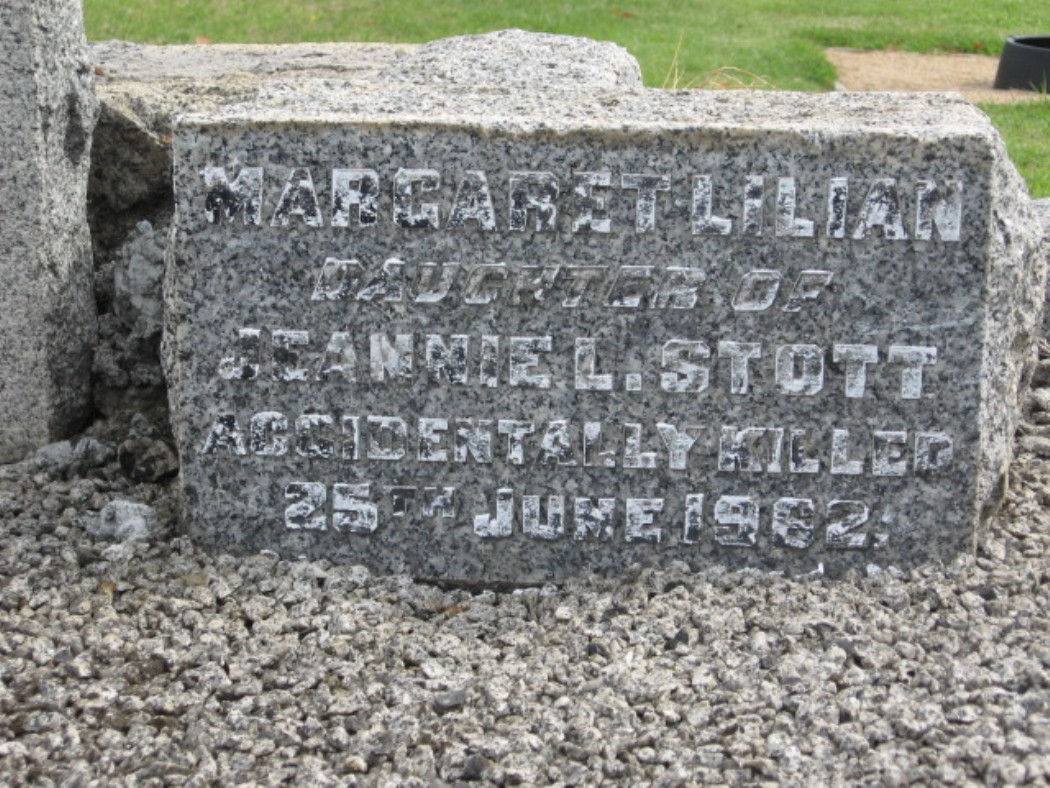 MARGARET LILIAN
DAUGHTER OF
JEANNIE L. STOTT
ACCIDENTALLY KILLED
25TH JUNE 1962.